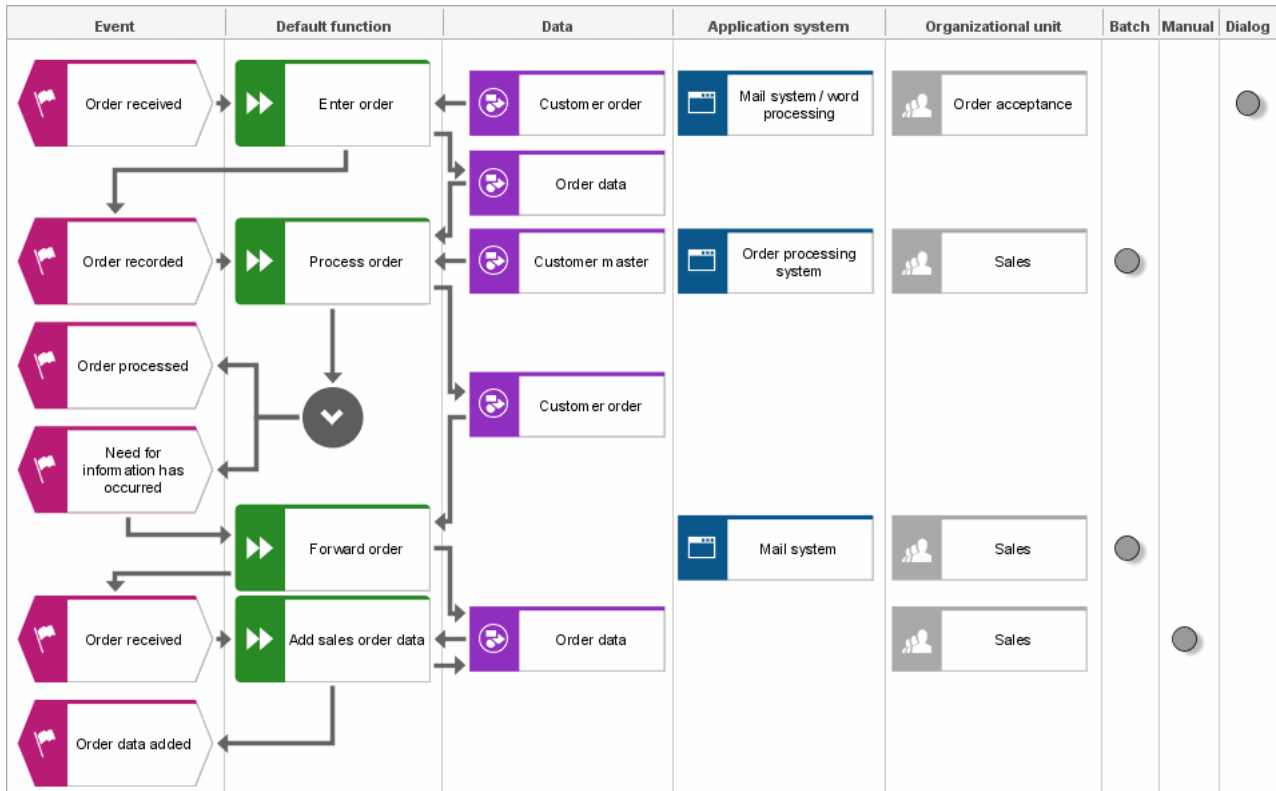 Event
Default function
Data
Application system
Organizational unit
Batch
Manual
Dialog
Order received
Enter order
Customer order
Mail system / word
processing
Order acceptance
Order data
Order recorded
Process order
Customer master
Order processing
system
Sales
Order processed
Customer order
Need for
information has
occurred
Forward order
Mail system
Sales
Order received
Add sales order data
Order data
Sales
Order data added